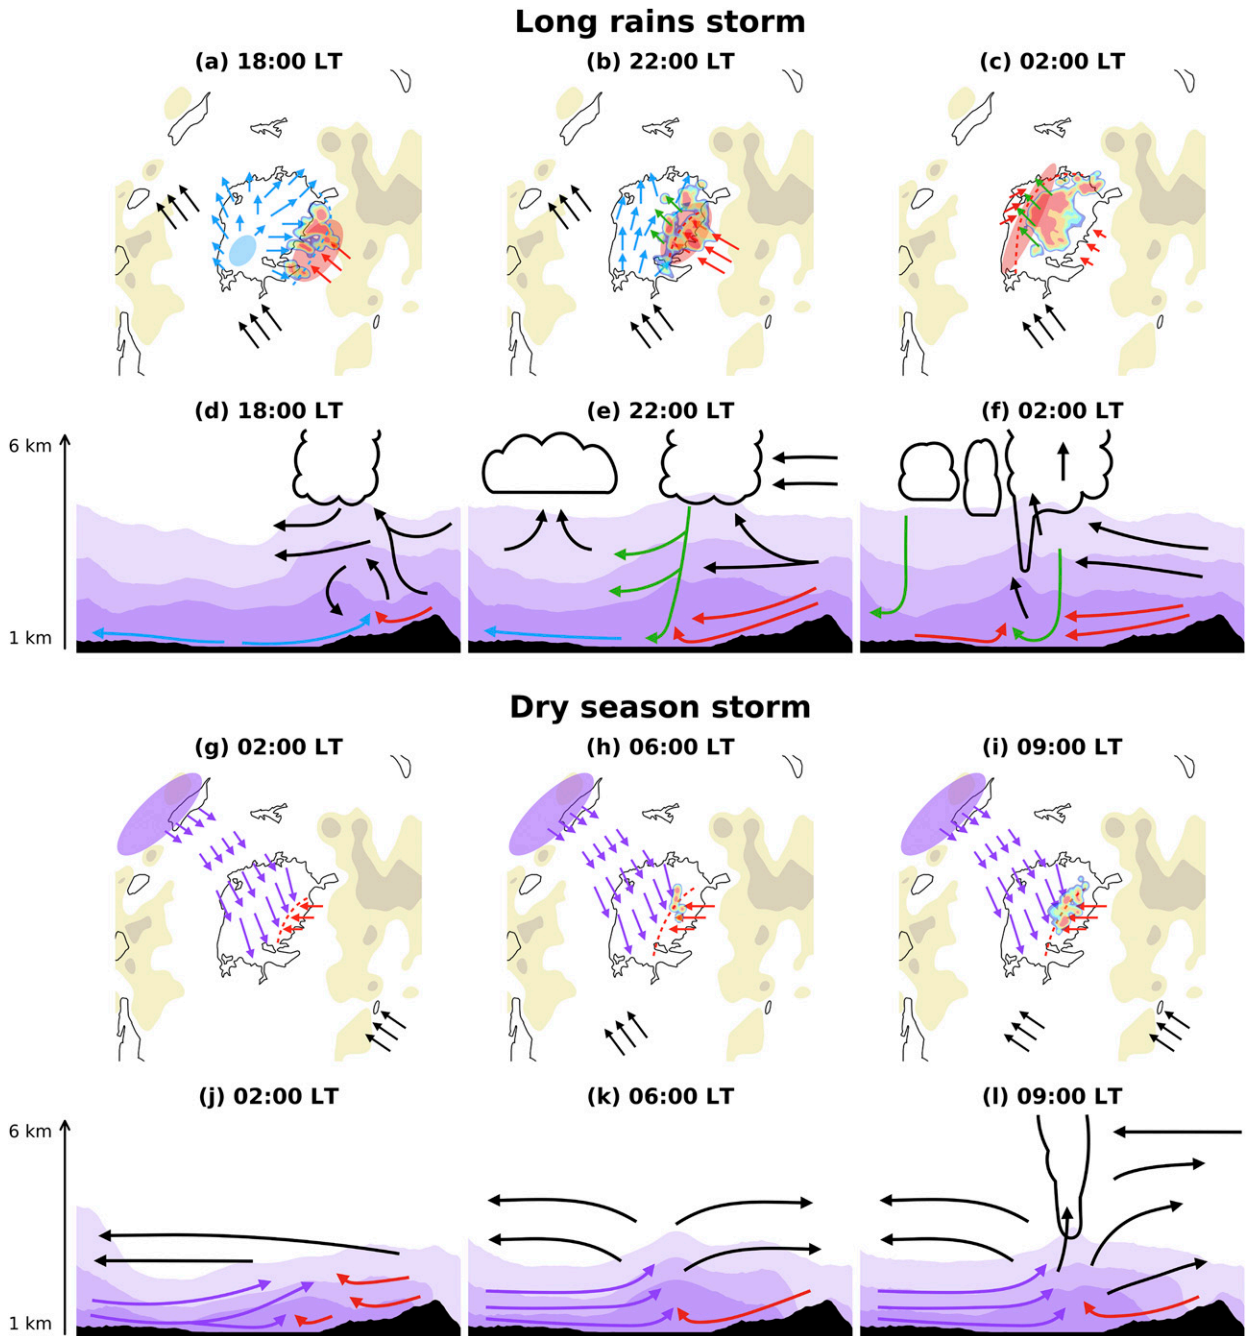 Long rains storm
(a) 18:00 LT
(b) 22:00 LT
(c) 02:00 LT
(d) 18:00 LT
(e) 22:00 LT
(f) 02:00 LT
6 km
1 km
Dry season storm
(g) 02:00 LT
(h) 06:00 LT
(i) 09:00 LT
(j) 02:00 LT
(k) 06:00 LT
(l) 09:00 LT
6 km
1 km